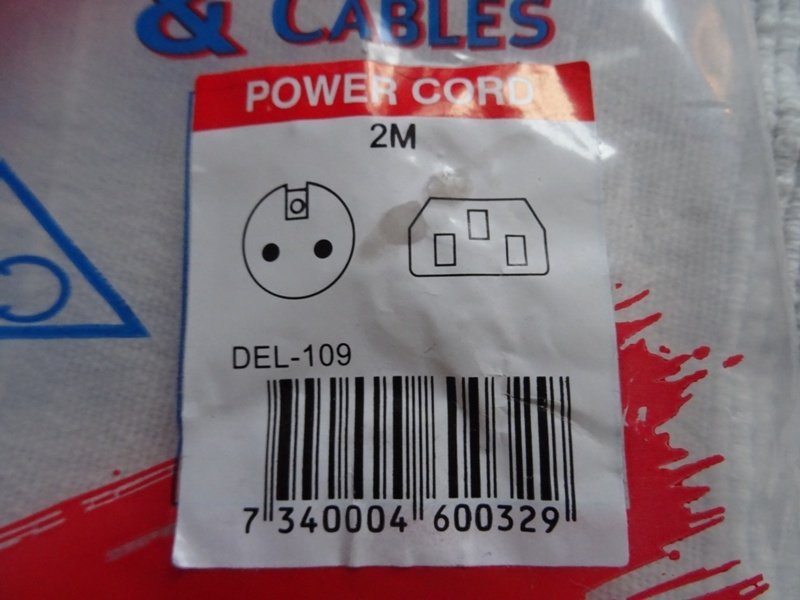 & CABLES
POWER CORD
2M
DEL-109
7 340004 600329